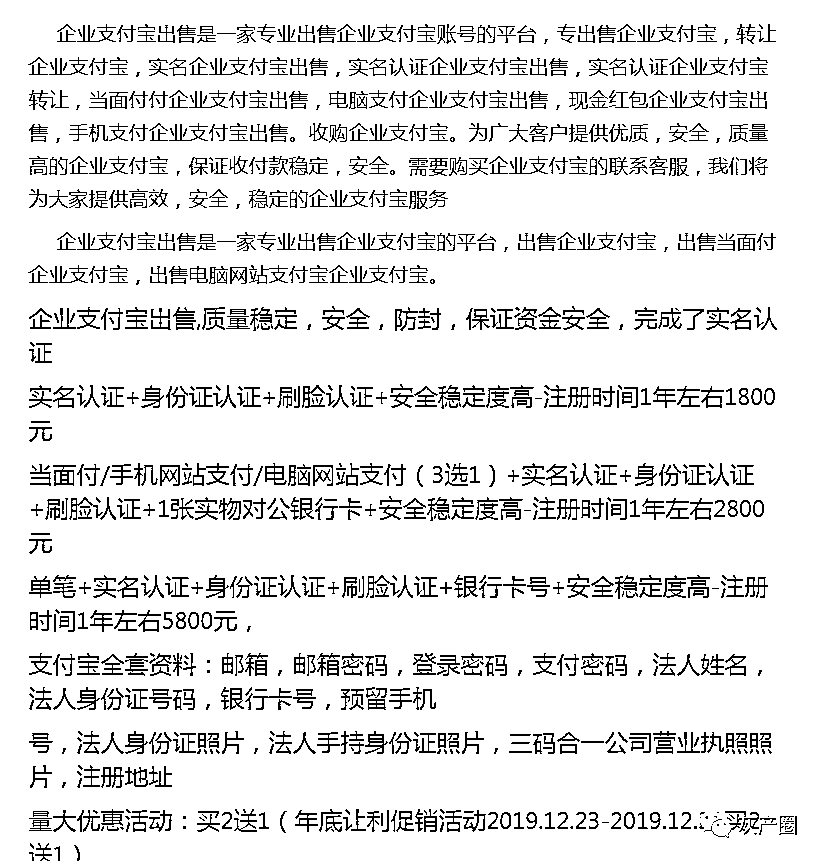 企业支付宝出售是一家专业出售企业支付宝账号的平台，专出售企业支付宝，转让
企业支付宝，实名企业支付宝出售，实名认证企业支付宝出售，实名认证企业支付宝
转让，当面付付企业支付宝出售，电脑支付企业支付宝出售，现金红包企业支付宝出
售，手机支付企业支付宝出售。收购企业支付宝。为广大客户提供优质，安全，质量
高的企业支付宝，保证收付款稳定，安全。需要购买企业支付宝的联系客服，我们将
为大家提供高效，安全，稳定的企业支付宝服务
企业支付宝出售是一家专业出售企业支付宝的平台，出售企业支付宝，出售当面付
企业支付宝，出售电脑网站支付宝企业支付宝。
企业支付宝出售,质量稳定，安全，防封，保证资金安全，完成了实名认
证
实名认证+身份证认证+刷脸认证+安全稳定度高-注册时间1年左右1800
元
当面付/手机网站支付/电脑网站支付（3选1）+实名认证+身份证认证
+刷脸认证+1张实物对公银行卡+安全稳定度高-注册时间1年左右2800
元
单笔+实名认证+身份证认证+刷脸认证+银行卡号+安全稳定度高-注册
时间1年左右5800元，
支付宝全套资料：邮箱，邮箱密码，登录密码，支付密码，法人姓名，
法人身份证号码，银行卡号，预留手机
号，法人身份证照片，法人手持身份证照片，三码合一公司营业执照照
片，注册地址
量大优惠活动：买2送1（年底让利促销活动2019.12.23-2019.12. 买2
送1）